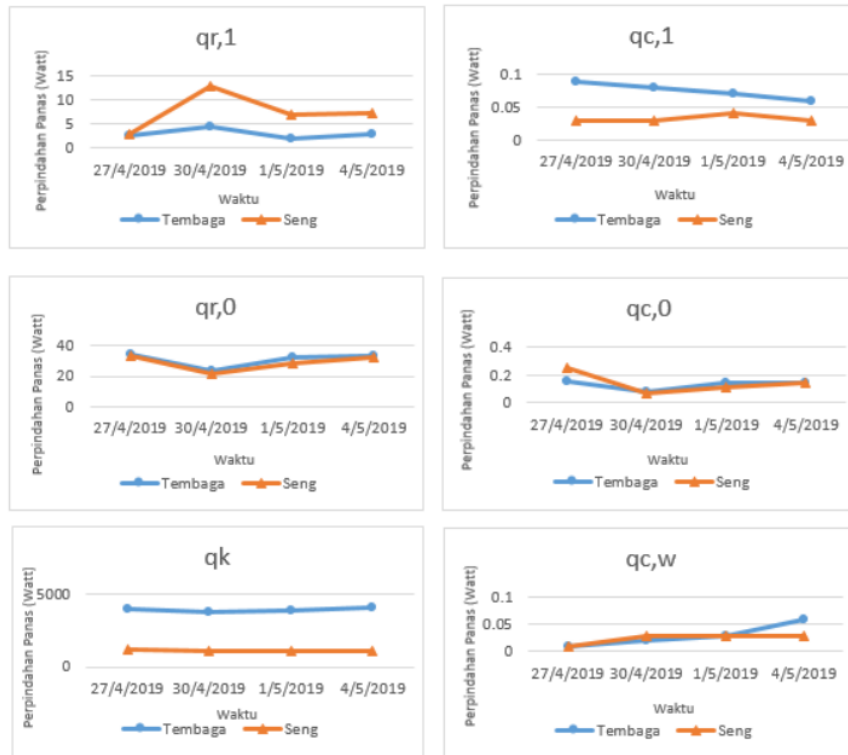 qr,1
Perpindahan Panas (Watt)
15
10
5
0
27/4/2019 30/4/2019 1/5/2019 4/5/2019
Waktu
Tembaga Seng
qc,1
Perpindahan Panas (Watt)
0.1
0.05
0
27/4/2019 30/4/2019 1/5/2019 4/5/2019
Waktu
Tembaga Seng
qr,0
Perpindahan Panas (Watt)
40
20
0
27/4/2019 30/4/2019 1/5/2019 4/5/2019
Waktu
Tembaga Seng
qc,0
Perpindahan Panas (Watt)
0.4
0.2
0
27/4/2019 30/4/2019 1/5/2019 4/5/2019
Waktu
Tembaga Seng
qk
Perpindahan Panas (Watt)
5000
0
27/4/2019 30/4/2019 1/5/2019 4/5/2019
Waktu
Tembaga Seng
qc,w
Perpindahan Panas (Watt)
0.1
0.05
0
27/4/2019 30/4/2019 1/5/2019 4/5/2019
Waktu
Tembaga Seng